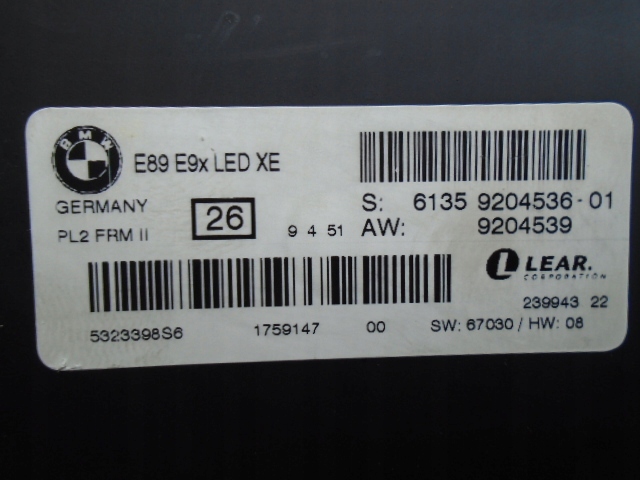 BMW
E89 E9x LED XE
GERMANY
PL2 FRM II
26
9 4 51
S: 6135 9204536-01
AW: 9204539
LEAR.
CORPORATION
239943 22
5323398S6 1759147 00 SW: 67030 / HW: 08